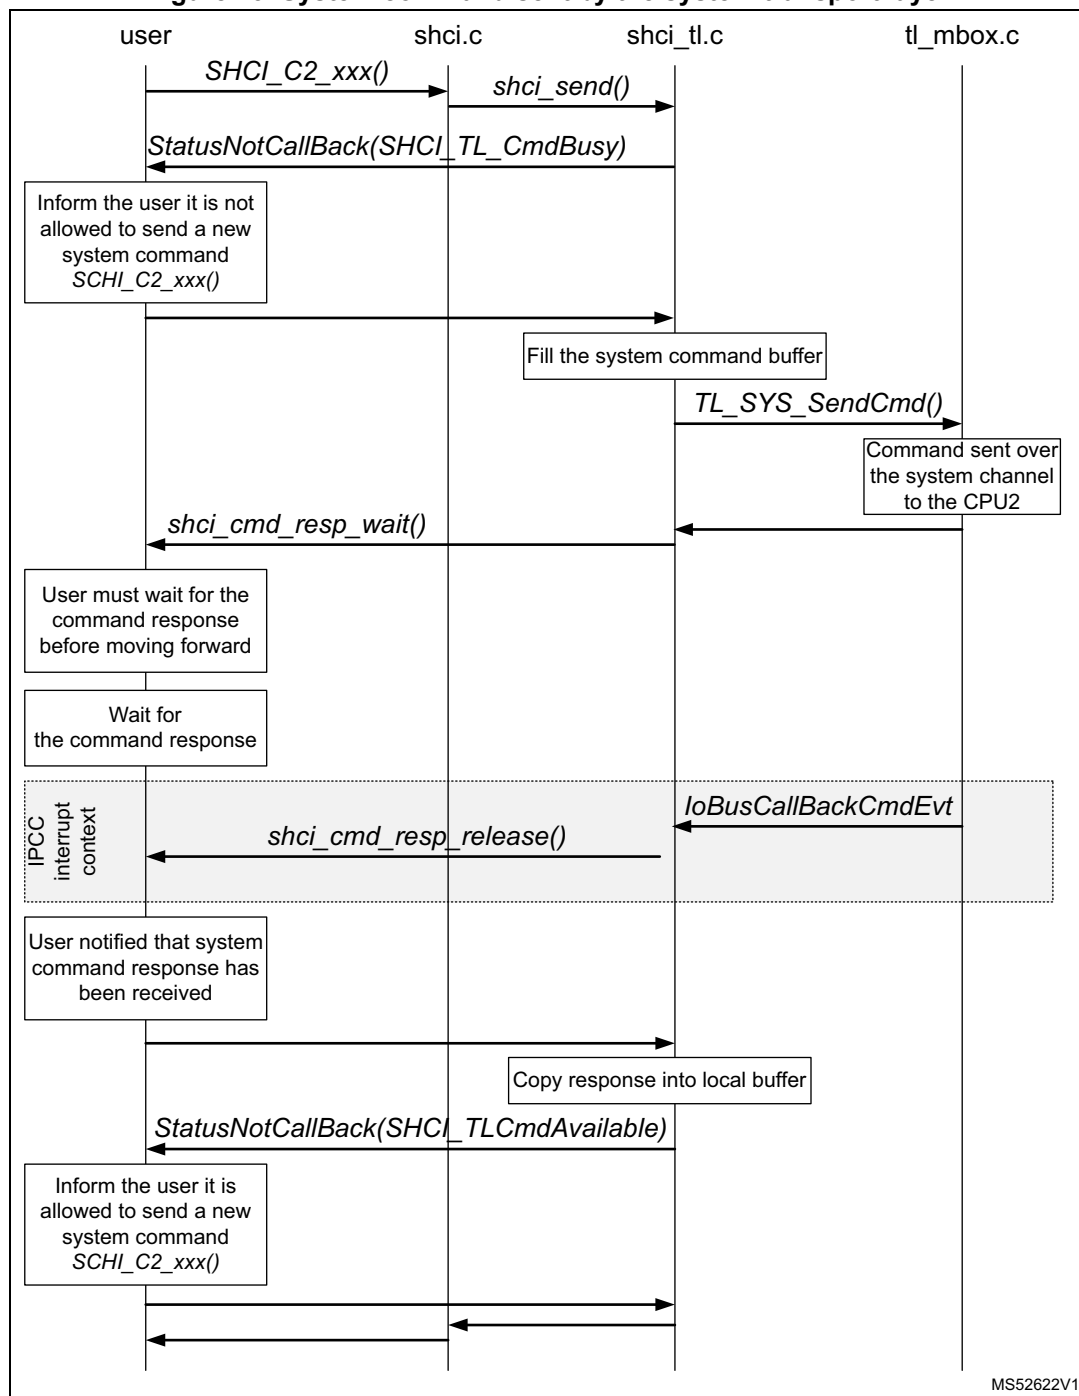 user shci.c shci_tl.c tl_mbox.c
SHCI_C2_xxx()
shci_send()
StatusNotCallBack(SHCI_TL_CmdBusy)
Inform the user it is not
allowed to send a new
system command
SCHI_C2_xxx()
Fill the system command buffer
TL_SYS_SendCmd()
Command sent over
the system channel
to the CPU2
shci_cmd_resp_wait()
User must wait for the
command response
before moving forward
Wait for
the command response
IPCC
interrupt
context
IoBusCallBackCmdEvt
shci_cmd_resp_release()
User notified that system
command response has
been received
Copy response into local buffer
StatusNotCallBack(SHCI_TLCmdAvailable)
Inform the user it is
allowed to send a new
system command
SCHI_C2_xxx()
MS52622V1